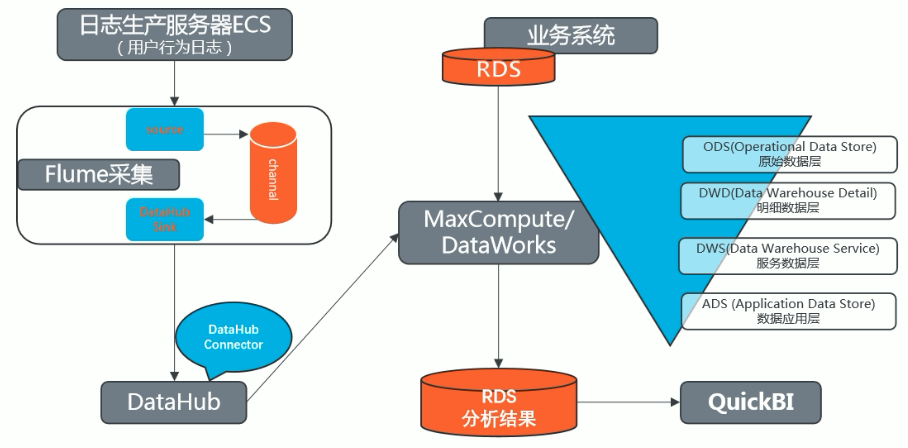 日志生产服务器ECS
（用户行为日志）
source
channal
Flume采集
DataHub
Sink
DataHub
Connector
DataHub
业务系统
RDS
MaxCompute/
DataWorks
ODS(Operational Data Store)
原始数据层
DWD(Data Warehouse Detail)
明细数据层
DWS(Data Warehouse Service)
服务数据层
ADS (Application Data Store)
数据应用层
RDS
分析结果
QuickBI